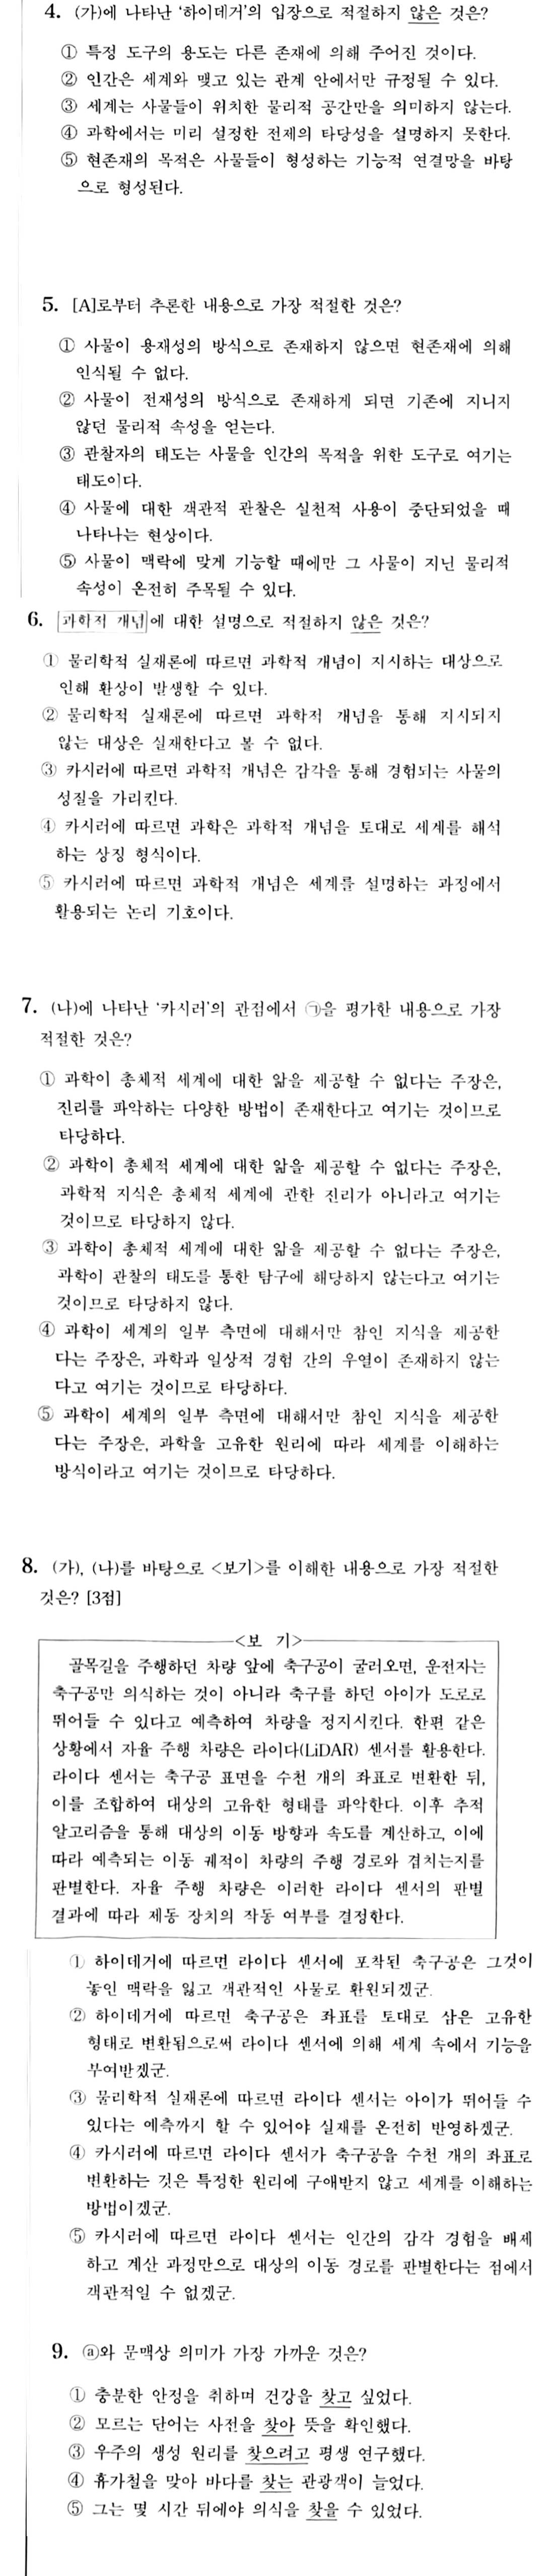 4. (가)에 나타난 ‘하이데거’의 입장으로 적절하지 않은 것은?
① 특정 도구의 용도는 다른 존재에 의해 주어진 것이다.
② 인간은 세계와 맺고 있는 관계 안에서만 규정될 수 있다.
③ 세계는 사물들이 위치한 물리적 공간만을 의미하지 않는다.
④ 과학에서는 미리 설정한 전제의 타당성을 설명하지 못한다.
⑤ 현존재의 목적은 사물들이 형성하는 기능적 연결망을 바탕
으로 형성된다.
5. [A]로부터 추론한 내용으로 가장 적절한 것은?
① 사물이 용재성의 방식으로 존재하지 않으면 현존재에 의해
인식될 수 없다.
② 사물이 전재성의 방식으로 존재하게 되면 기존에 지니지
않던 물리적 속성을 얻는다.
③ 관찰자의 태도는 사물을 인간의 목적을 위한 도구로 여기는
태도이다.
④ 사물에 대한 객관적 관찰은 실천적 사용이 중단되었을 때
나타나는 현상이다.
⑤ 사물이 맥락에 맞게 기능할 때에만 그 사물이 지닌 물리적
속성이 온전히 주목될 수 있다.
6. 과학적 개념에 대한 설명으로 적절하지 않은 것은?
① 물리학적 실재론에 따르면 과학적 개념이 지시하는 대상으로
인해 환상이 발생할 수 있다.
② 물리학적 실재론에 따르면 과학적 개념을 통해 지시되지
않는 대상은 실재한다고 볼 수 없다.
③ 카시러에 따르면 과학적 개념은 감각을 통해 경험되는 사물의
성질을 가리킨다.
④ 카시러에 따르면 과학은 과학적 개념을 토대로 세계를 해석
하는 상징 형식이다.
⑤ 카시러에 따르면 과학적 개념은 세계를 설명하는 과정에서
활용되는 논리 기호이다.
7. (나)에 나타난 ‘카시러’의 관점에서 ㉠을 평가한 내용으로 가장
적절한 것은?
① 과학이 총체적 세계에 대한 앎을 제공할 수 없다는 주장은,
진리를 파악하는 다양한 방법이 존재한다고 여기는 것이므로
타당하다.
② 과학이 총체적 세계에 대한 앎을 제공할 수 없다는 주장은,
과학적 지식은 총체적 세계에 관한 진리가 아니라고 여기는
것이므로 타당하지 않다.
③ 과학이 총체적 세계에 대한 앎을 제공할 수 없다는 주장은,
과학이 관찰의 태도를 통한 탐구에 해당하지 않는다고 여기는
것이므로 타당하지 않다.
④ 과학이 세계의 일부 측면에 대해서만 참인 지식을 제공한
다는 주장은, 과학과 일상적 경험 간의 우열이 존재하지 않는
다고 여기는 것이므로 타당하다.
⑤ 과학이 세계의 일부 측면에 대해서만 참인 지식을 제공한
다는 주장은, 과학을 고유한 원리에 따라 세계를 이해하는
방식이라고 여기는 것이므로 타당하다.
8. (가), (나)를 바탕으로 <보기>를 이해한 내용으로 가장 적절한
것은? [3점]
<보 기>
골목길을 주행하던 차량 앞에 축구공이 굴러오면, 운전자는
축구공만 의식하는 것이 아니라 축구를 하던 아이가 도로로
뛰어들 수 있다고 예측하여 차량을 정지시킨다. 한편 같은
상황에서 자율 주행 차량은 라이다(LiDAR) 센서를 활용한다.
라이다 센서는 축구공 표면을 수천 개의 좌표로 변환한 뒤,
이를 조합하여 대상의 고유한 형태를 파악한다. 이후 추적
알고리즘을 통해 대상의 이동 방향과 속도를 계산하고, 이에
따라 예측되는 이동 궤적이 차량의 주행 경로와 겹치는지를
판별한다. 자율 주행 차량은 이러한 라이다 센서의 판별
결과에 따라 제동 장치의 작동 여부를 결정한다.
① 하이데거에 따르면 라이다 센서에 포착된 축구공은 그것이
놓인 맥락을 잃고 객관적인 사물로 환원되겠군.
② 하이데거에 따르면 축구공은 좌표를 토대로 삼은 고유한
형태로 변환됨으로써 라이다 센서에 의해 세계 속에서 기능을
부여받겠군.
③ 물리학적 실재론에 따르면 라이다 센서는 아이가 뛰어들 수
있다는 예측까지 할 수 있어야 실재를 온전히 반영하겠군.
④ 카시러에 따르면 라이다 센서가 축구공을 수천 개의 좌표로
변환하는 것은 특정한 원리에 구애받지 않고 세계를 이해하는
방법이겠군.
⑤ 카시러에 따르면 라이다 센서는 인간의 감각 경험을 배제
하고 계산 과정만으로 대상의 이동 경로를 판별한다는 점에서
객관적일 수 없겠군.
9. ⓐ와 문맥상 의미가 가장 가까운 것은?
① 충분한 안정을 취하며 건강을 찾고 싶었다.
② 모르는 단어는 사전을 찾아 뜻을 확인했다.
③ 우주의 생성 원리를 찾으려고 평생 연구했다.
④ 휴가철을 맞아 바다를 찾는 관광객이 늘었다.
⑤ 그는 몇 시간 뒤에야 의식을 찾을 수 있었다.